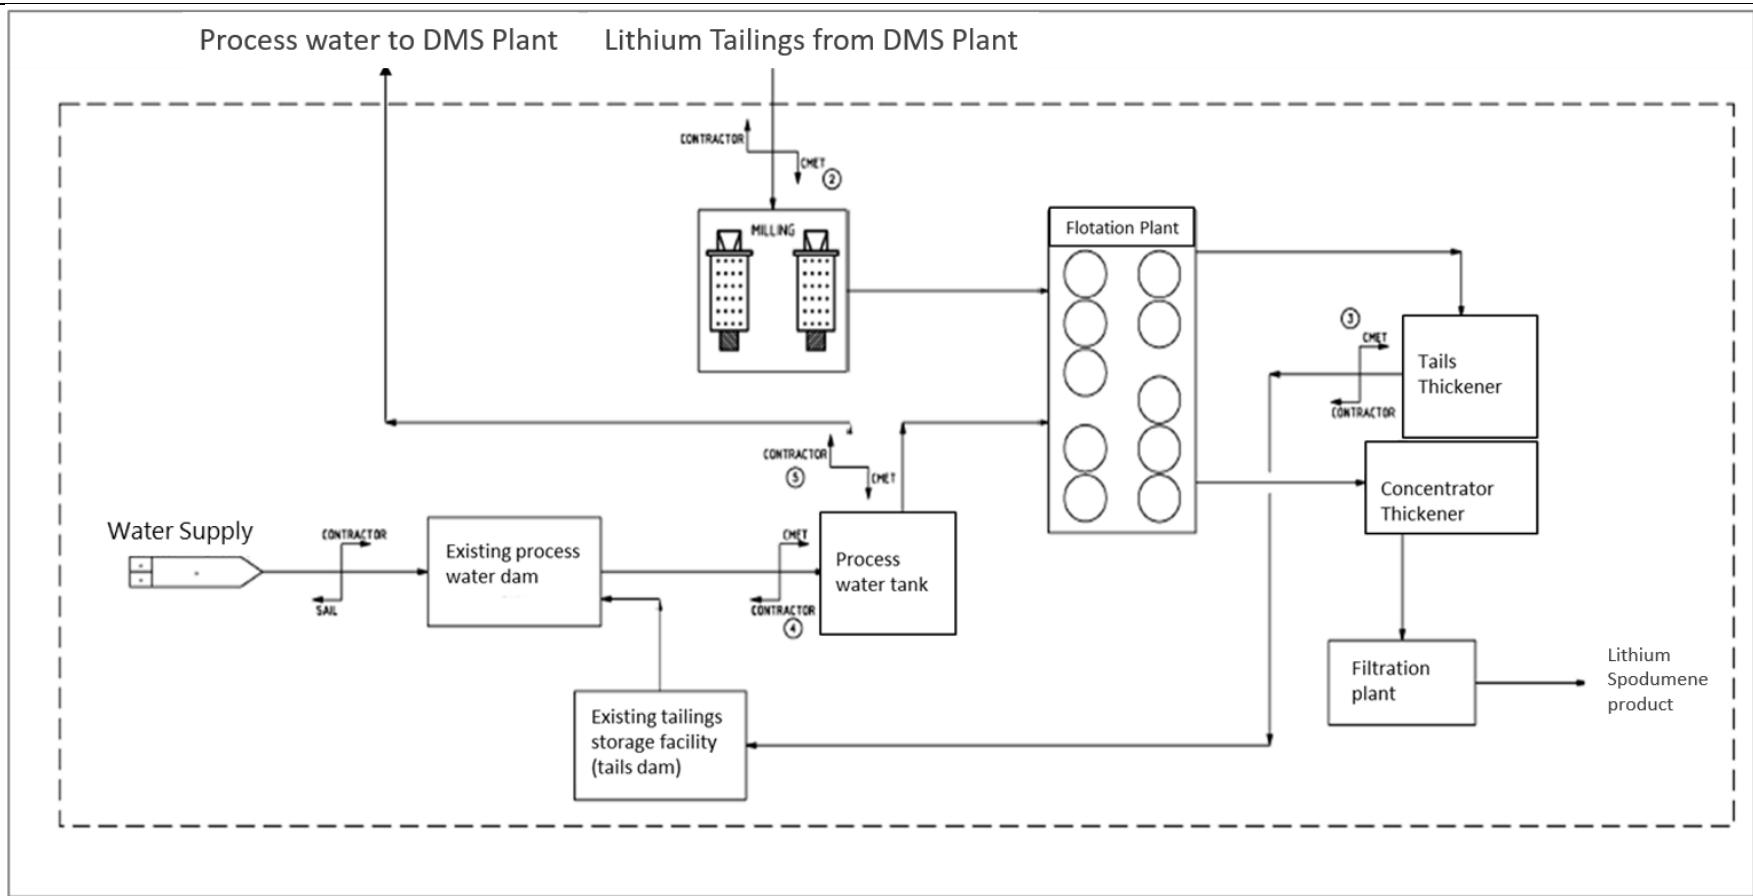 Process water to DMS Plant
Lithium Tailings from DMS Plant
CONTRACTOR
CMET
2
MILLING
Flotation Plant
3
CMET
CONTRACTOR
Tails
Thickener
CONTRACTOR
5
CMET
Concentrator
Thickener
Water Supply
CONTRACTOR
SAIL
Existing process
water dam
CMET
CONTRACTOR
4
Process
water tank
Existing tailings
storage facility
(tails dam)
Filtration
plant
Lithium
Spodumene
product